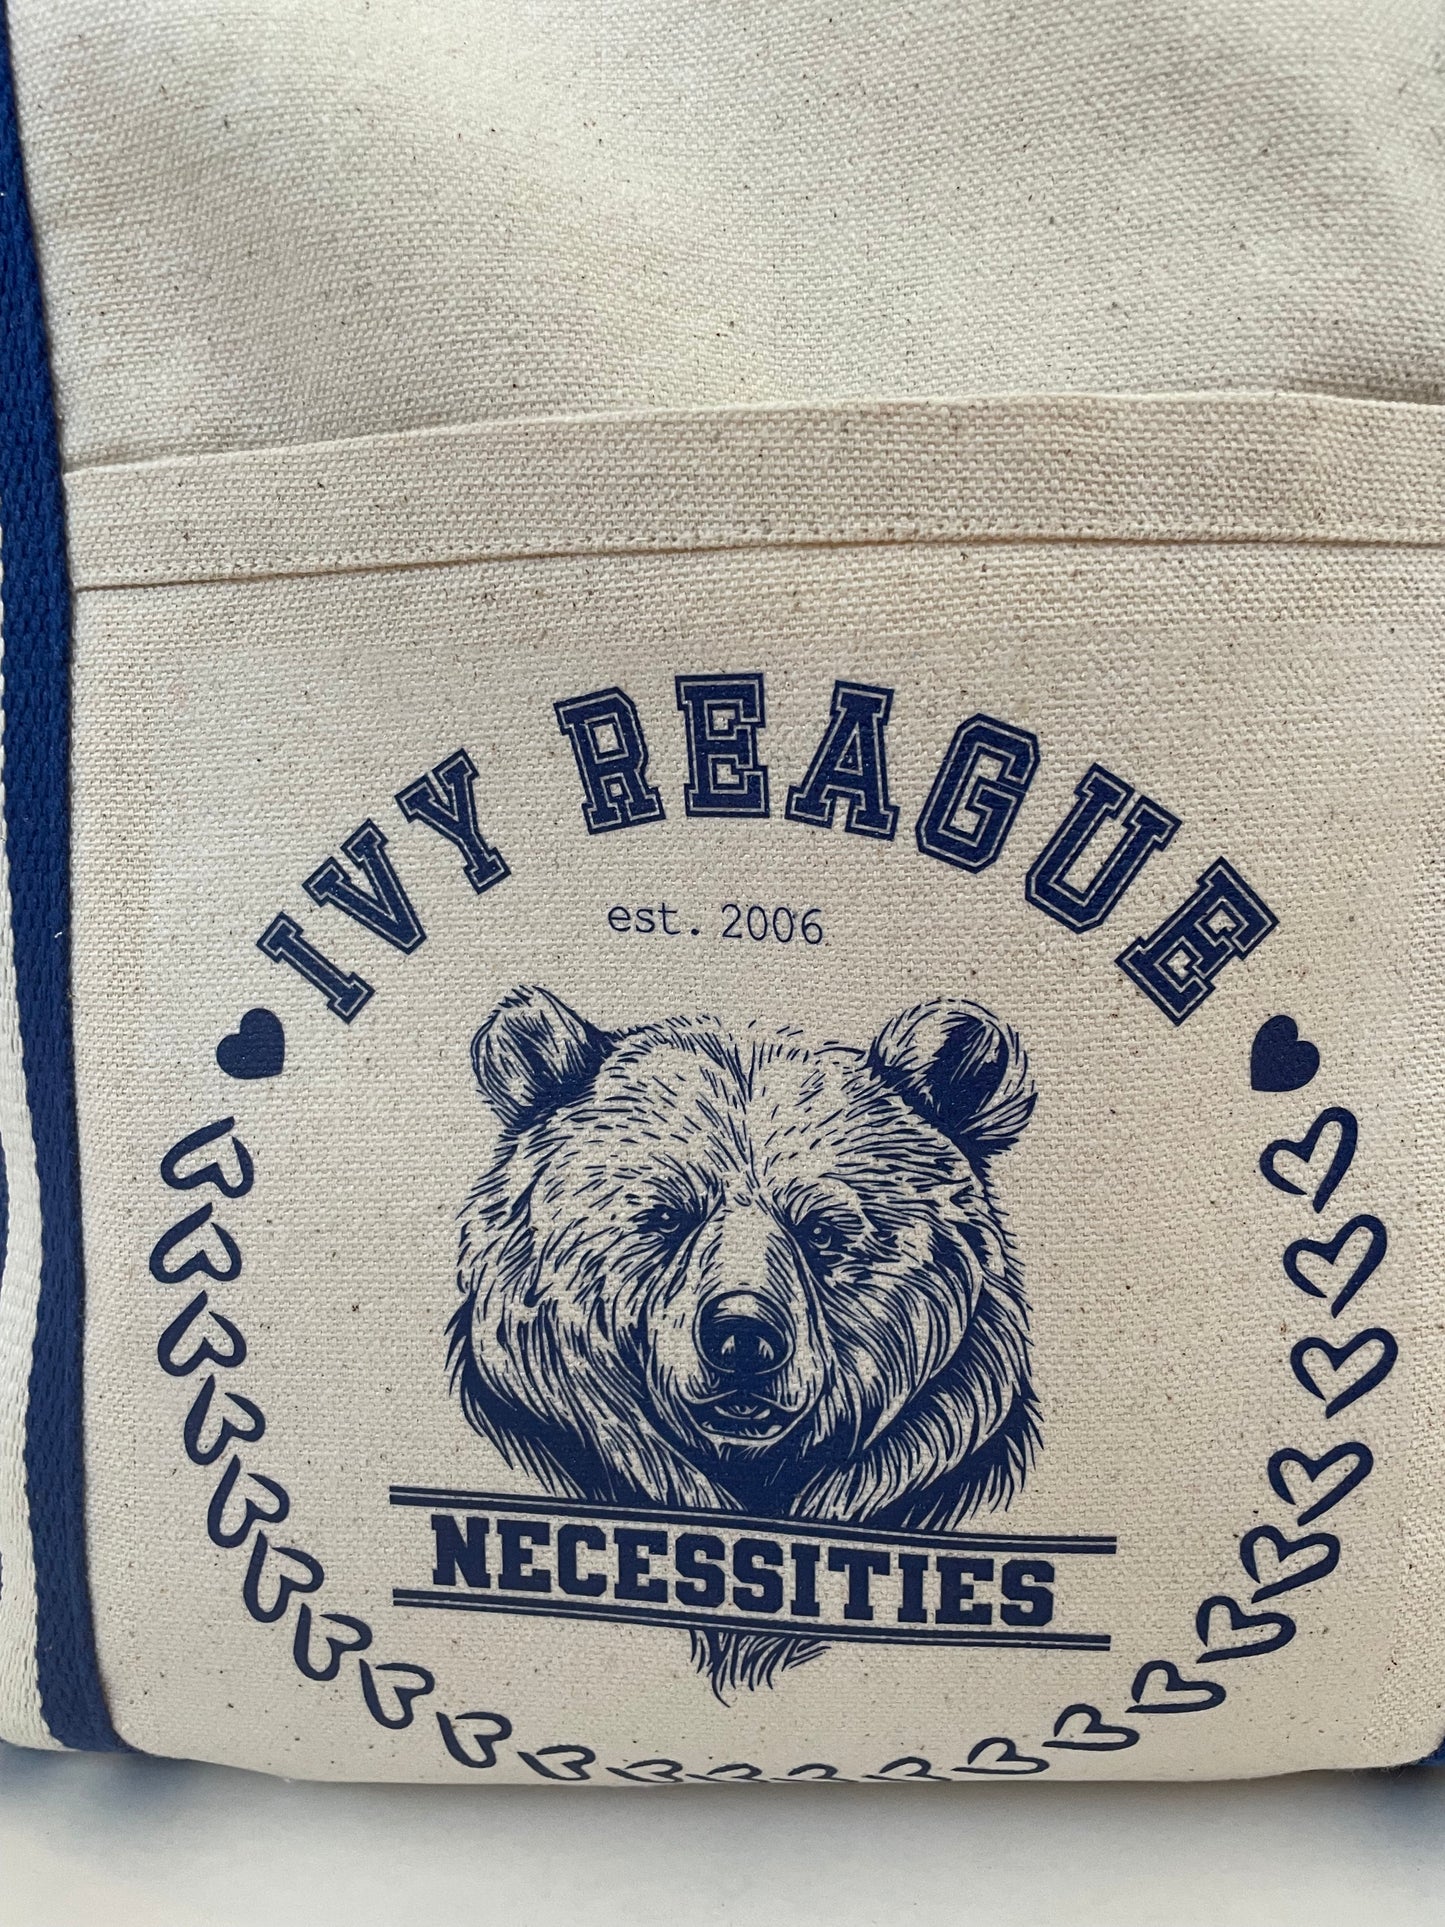 IVY REAGUE
est. 2006
NECESSITIES